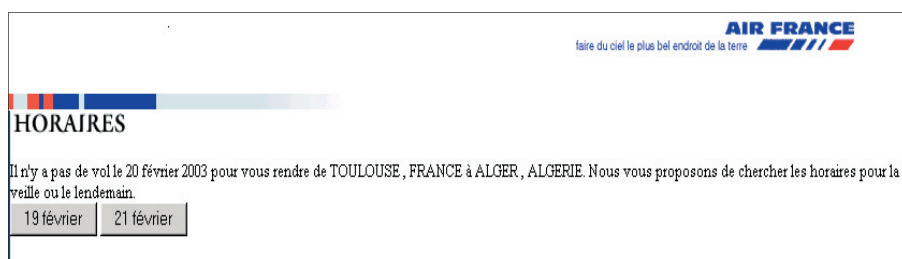 AIR FRANCE
faire du ciel le plus bel endroit de la terre
HORAIRES
Il n'y a pas de vol le 20 février 2003 pour vous rendre de TOULOUSE , FRANCE à ALGER , ALGERIE. Nous vous proposons de chercher les horaires pour la
veille ou le lendemain.
19 février 21 février